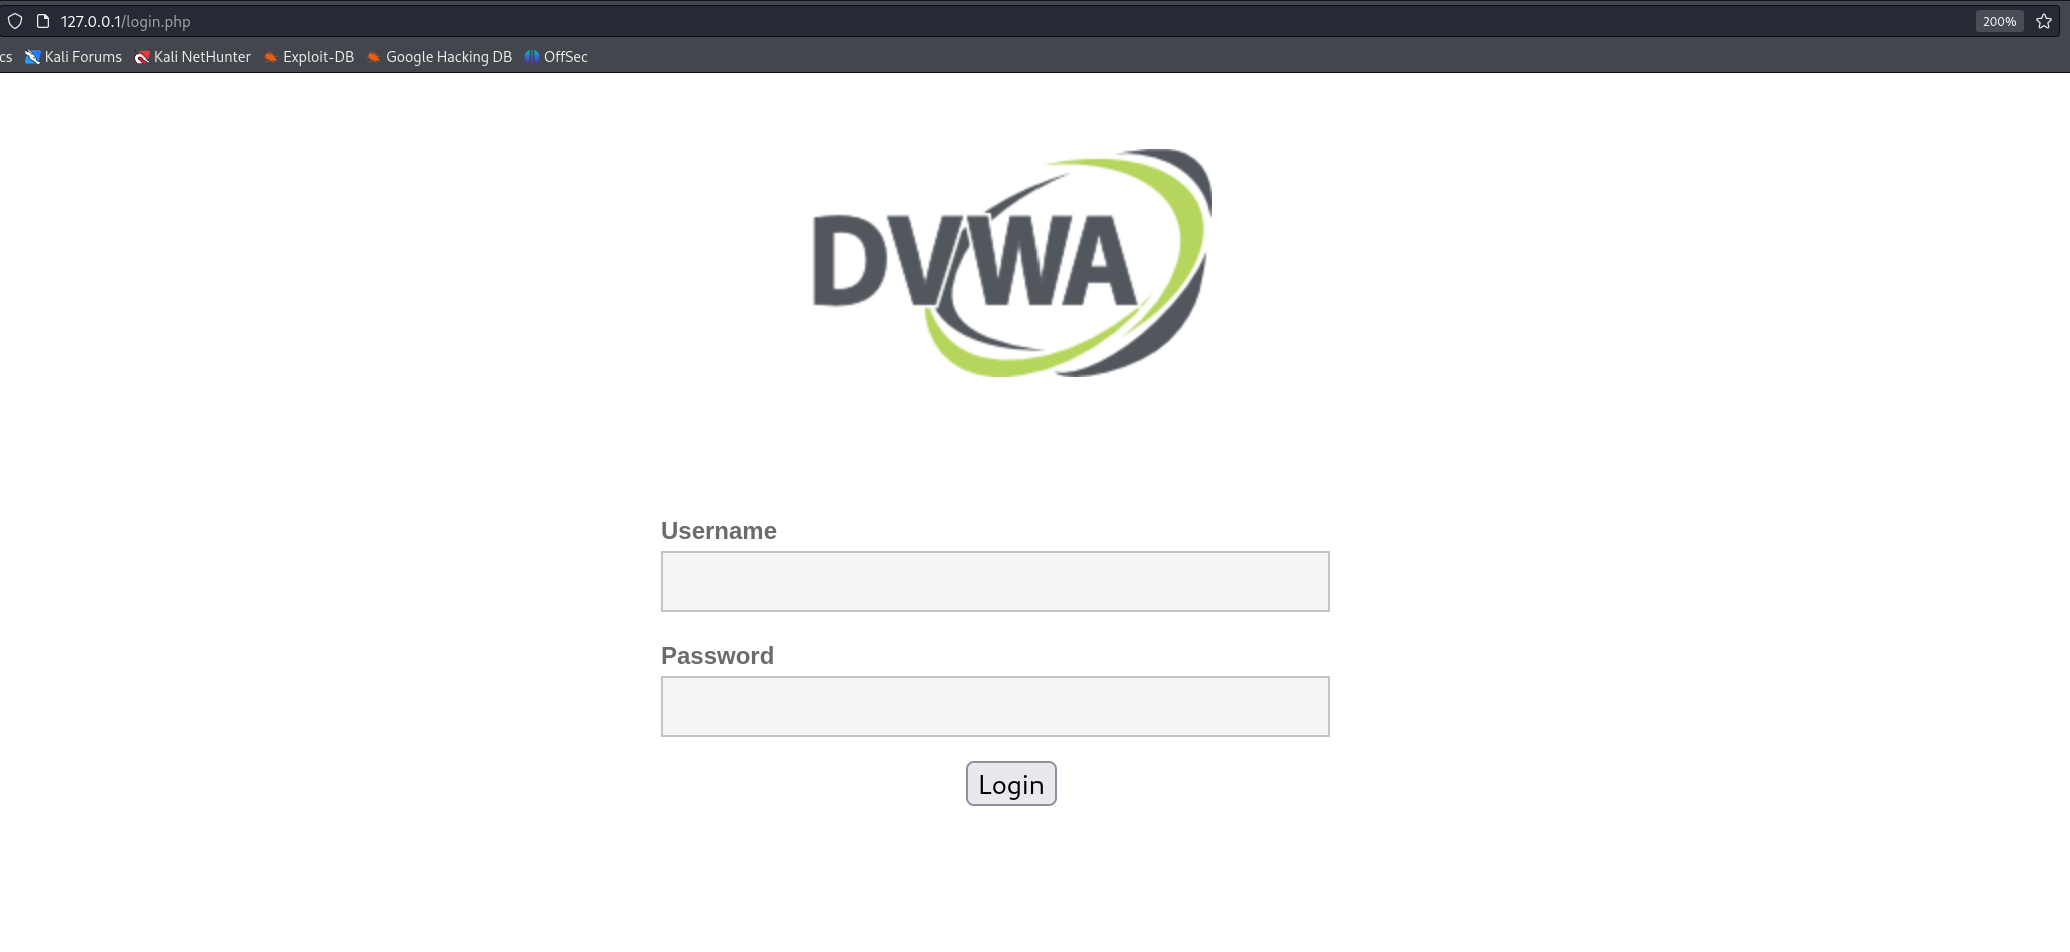 127.0.0.1/login.php 200%
cs Kali Forums Kali NetHunter Exploit-DB Google Hacking DB OffSec
DVWA
Username
Password
Login